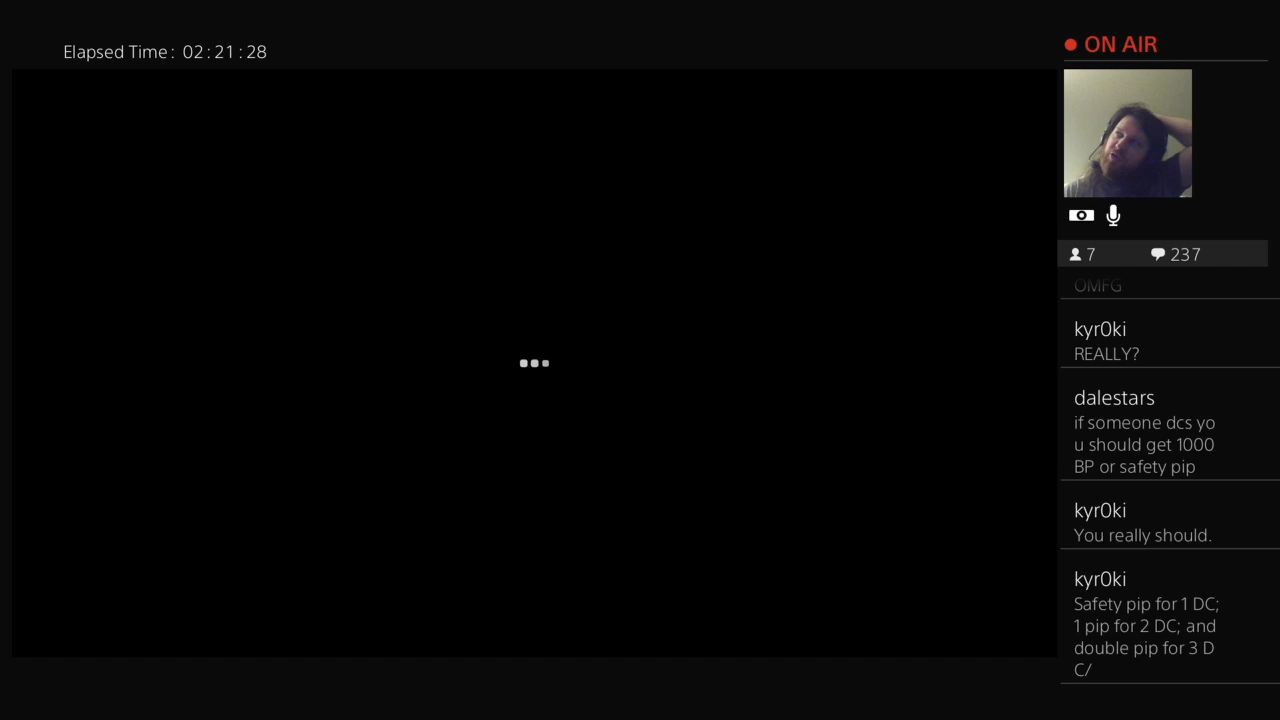 Elapsed Time: 02:21:28
ON AIR
7 237
OMFG
kyr0ki
REALLY?
dalestars
if someone dcs yo
u should get 1000
BP or safety pip
kyr0ki
You really should.
kyr0ki
Safety pip for 1 DC;
1 pip for 2 DC; and
double pip for 3 D
C/